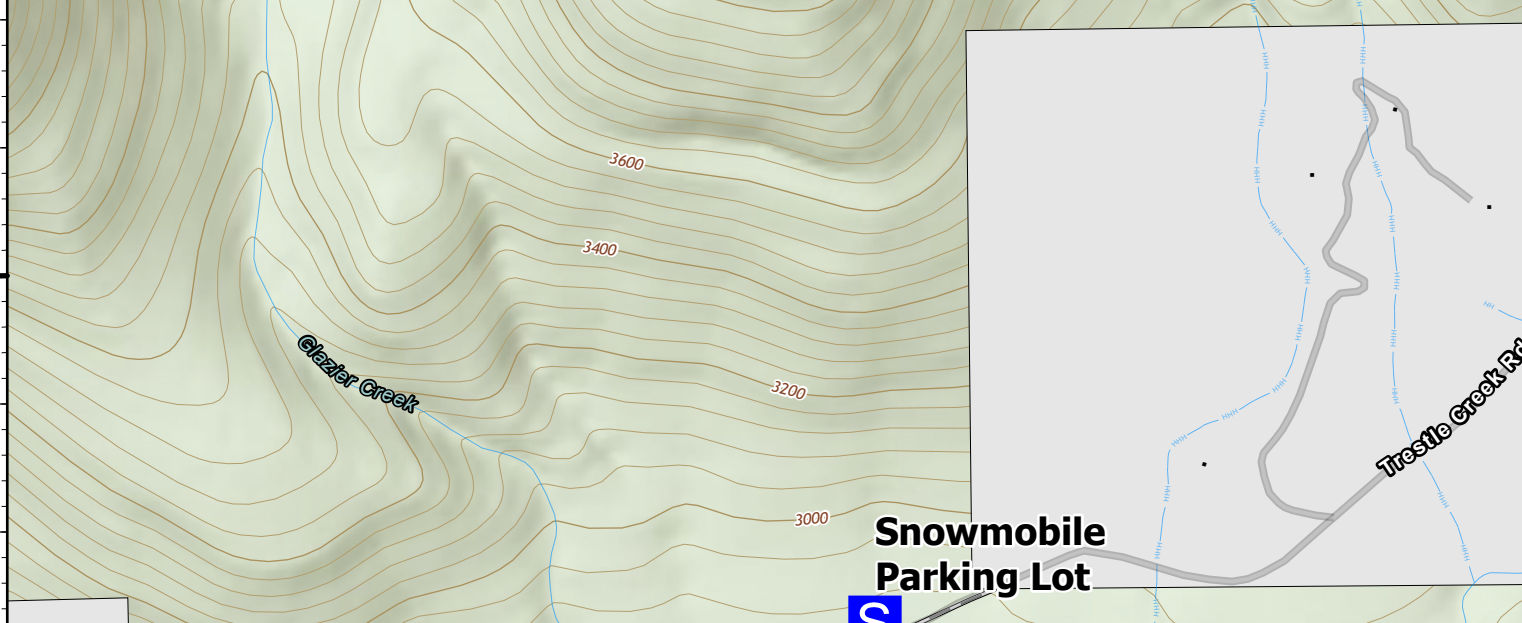 3600
3400
Glazier Creek
3200
Trestle Creek Rd
3000
Snowmobile
Parking Lot
S